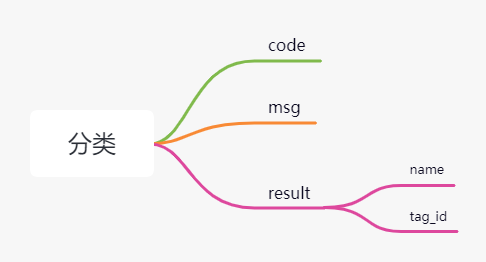 分类
code
msg
result
name
tag_id